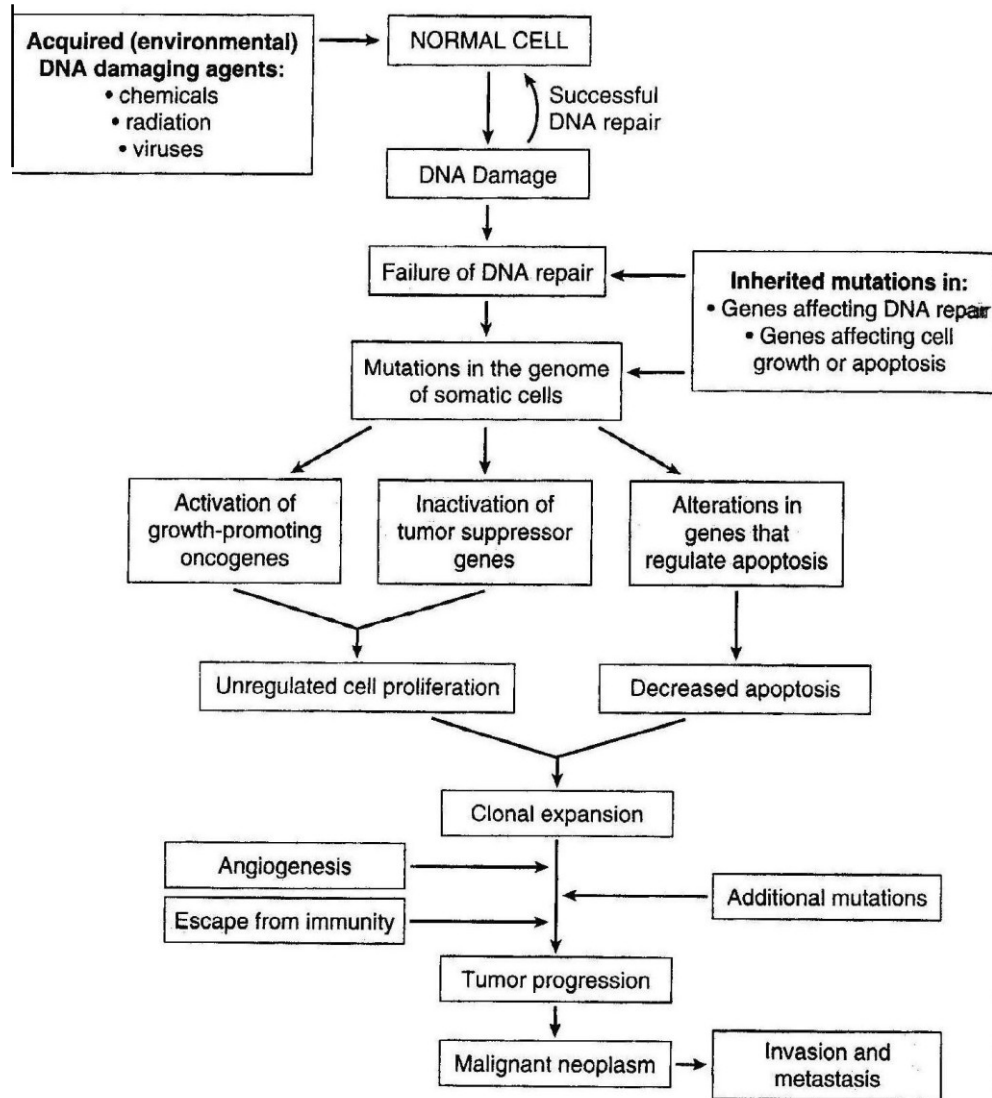 Acquired (environmental)
DNA damaging agents:
• chemicals
• radiation
• viruses
NORMAL CELL
Successful
DNA repair
DNA Damage
Failure of DNA repair
Inherited mutations in:
• Genes affecting DNA repair
• Genes affecting cell
growth or apoptosis
Mutations in the genome
of somatic cells
Activation of
growth-promoting
oncogenes
Inactivation of
tumor suppressor
genes
Alterations in
genes that
regulate apoptosis
Unregulated cell proliferation
Decreased apoptosis
Clonal expansion
Angiogenesis
Additional mutations
Escape from immunity
Tumor progression
Malignant neoplasm
Invasion and
metastasis